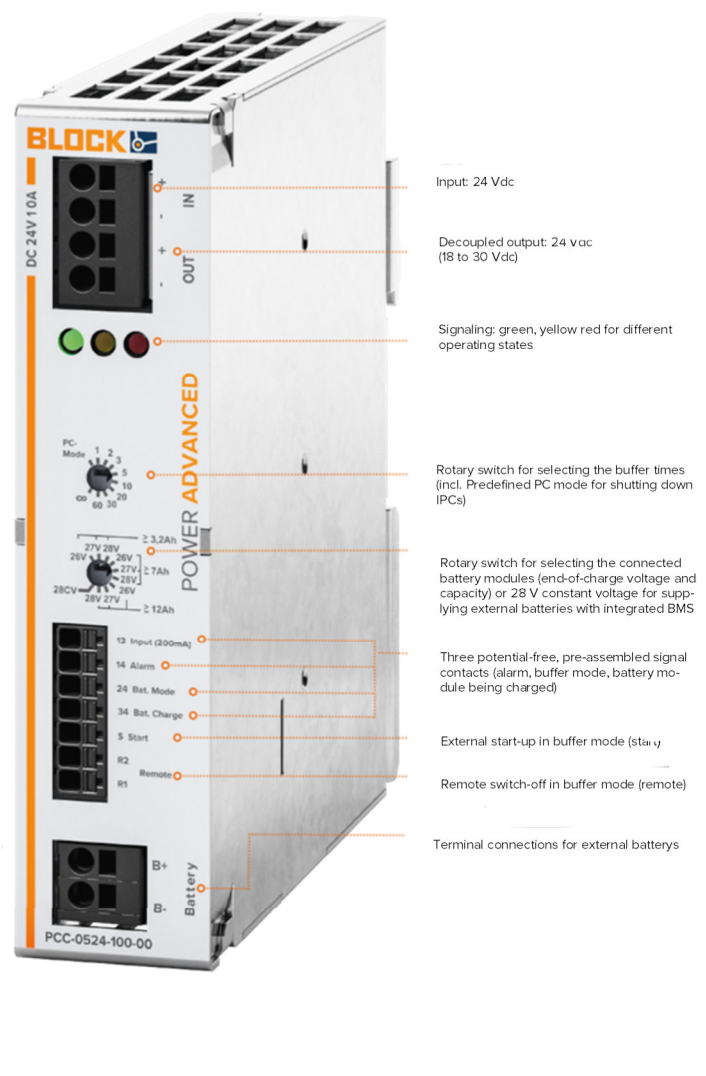 BLOCK
DC 24V 10A
+
-
IN
+
-
OUT
POWER ADVANCED
PC-
Mode
1
2
3
5
10
20
30
60
∞
≥ 3,2Ah
27V 28V
26V
26V
27V
≥ 7Ah
28V
28CV
26V
28V 27V
≥ 12Ah
13 Input (200mA)
14 Alarm
24 Bat. Mode
34 Bat. Charge
5 Start
R2
Remote
R1
B+
B-
Battery
PCC-0524-100-00
Input: 24 Vdc
Decoupled output: 24
(18 to 30 Vdc)
Signaling: green, yellow red for different
operating states
Rotary switch for selecting the buffer times
(incl. Predefined PC mode for shutting down
IPCs)
Rotary switch for selecting the connected
battery modules (end-of-charge voltage and
capacity) or 28 V constant voltage for supp-
lying external batteries with integrated BMS
Three potential-free, pre-assembled signal
contacts (alarm, buffer mode, battery mo-
dule being charged)
External start-up in buffer mode
Remote switch-off in buffer mode (remote)
Terminal connections for external batterys